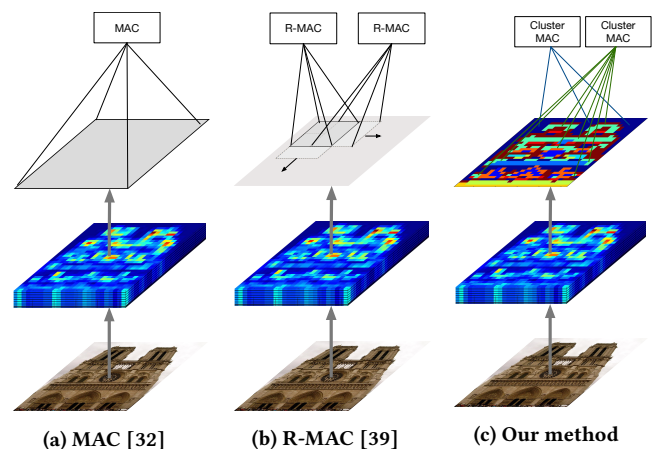 MAC
R-MAC
R-MAC
Cluster
MAC
Cluster
MAC
(a) MAC [32]
(b) R-MAC [39]
(c) Our method